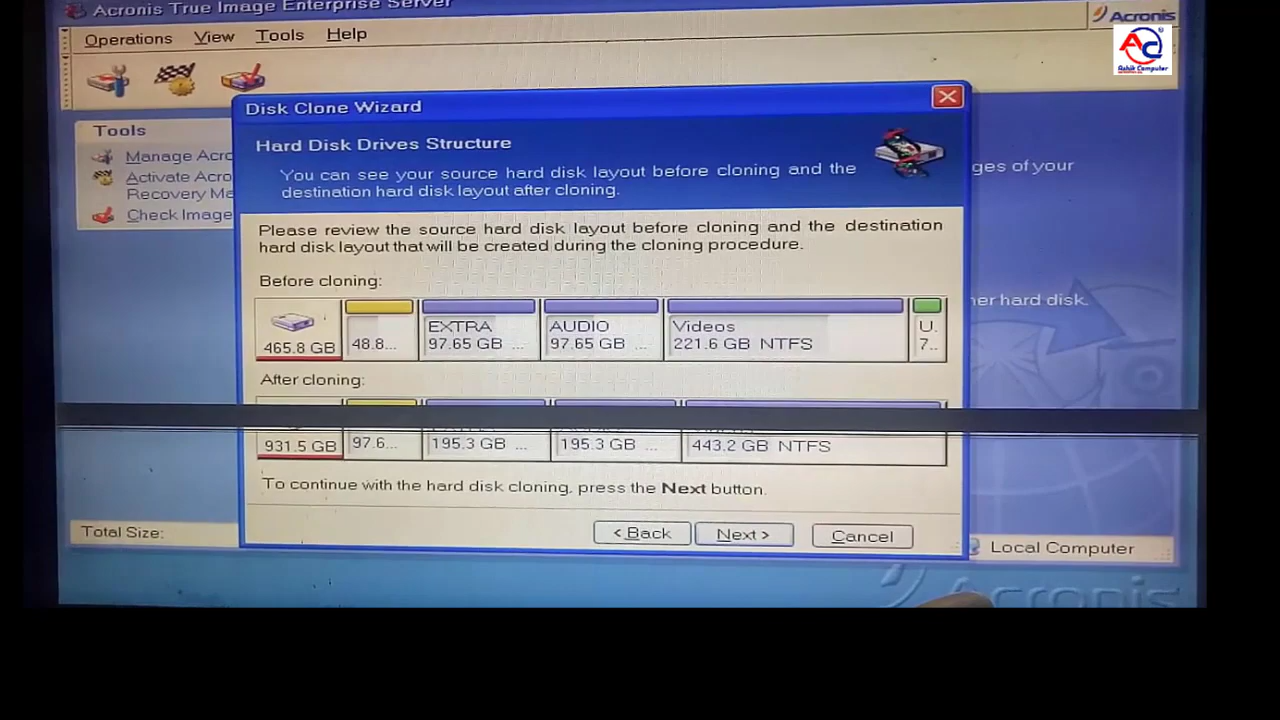 Acronis True Image Enterprise Server
Acronis
Operations View Tools Help
AC
Ashik Computer
Disk Clone Wizard
Tools
Hard Disk Drives Structure
Manage Acro
You can see your source hard disk layout before cloning and the
destination hard disk layout after cloning.
ges of your
Activate Acro
Recovery Ma
Check Image
Please review the source hard disk layout before cloning and the destination
hard disk layout that will be created during the cloning procedure.
Before cloning:
her hard disk.
EXTRA AUDIO Videos U.
465.8 GB 48.8... 97.65 GB ... 97.65 GB ... 221.6 GB NTFS 7..
After cloning:
931.5 GB 97.6... 195.3 GB ... 195.3 GB ... 443.2 GB NTFS
To continue with the hard disk cloning, press the Next button.
Total Size:
< Back Next > Cancel
Local Computer
Acronis